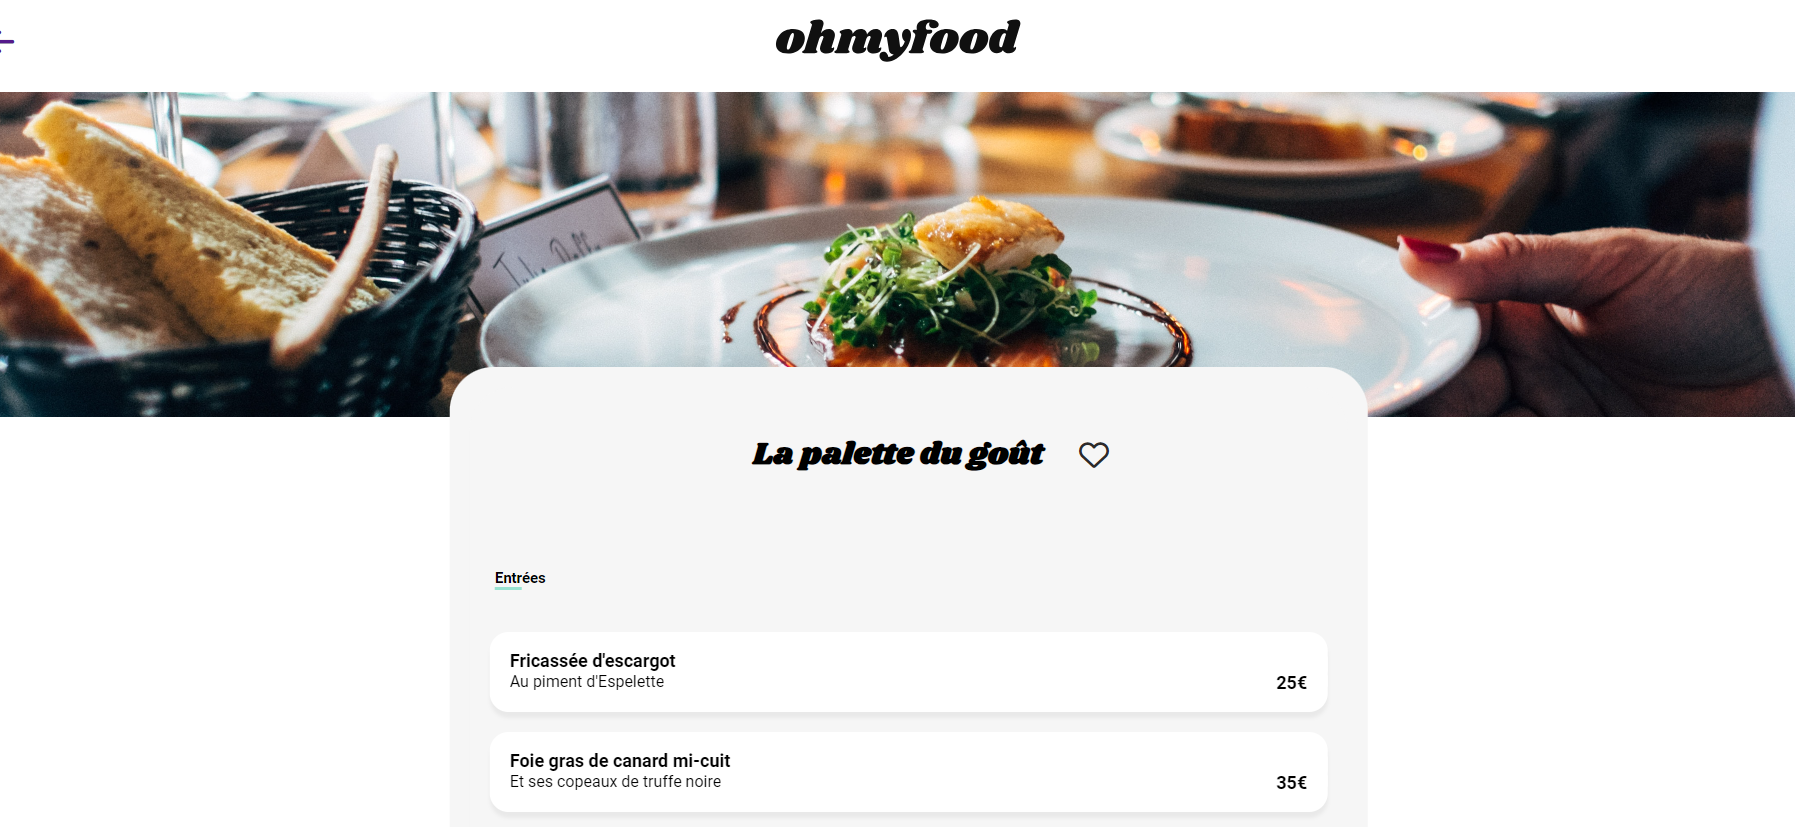 ohmyfood
La palette du goût
Entrées
Fricassée d'escargot
Au piment d'Espelette
25€
Foie gras de canard mi-cuit
Et ses copeaux de truffe noire
35€